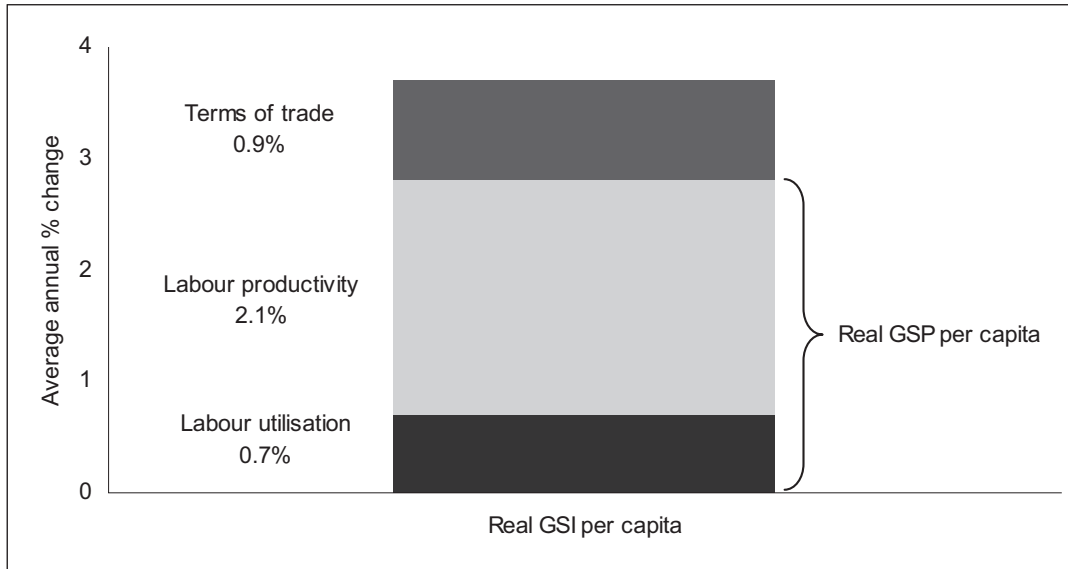 4
3
2
1
0
Average annual % change
Terms of trade
0.9%
Labour productivity
2.1%
Labour utilisation
0.7%
Real GSP per capita
Real GSI per capita